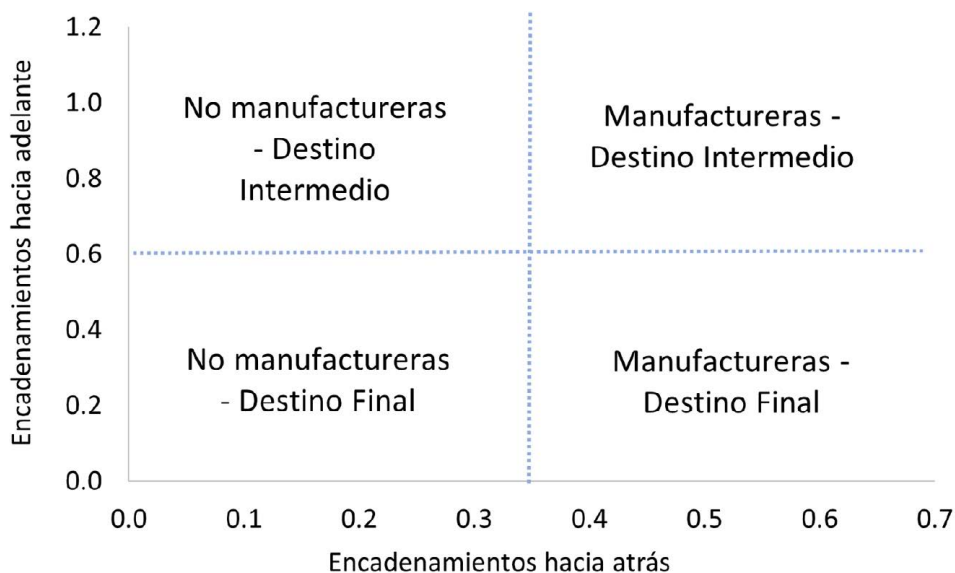 Encadenamientos hacia adelante
1.2
1.0
0.8
0.6
0.4
0.2
0.0
No manufactureras
- Destino
Intermedio
Manufactureras -
Destino Intermedio
No manufactureras
- Destino Final
Manufactureras -
Destino Final
0.0 0.1 0.2 0.3 0.4 0.5 0.6 0.7
Encadenamientos hacia atrás